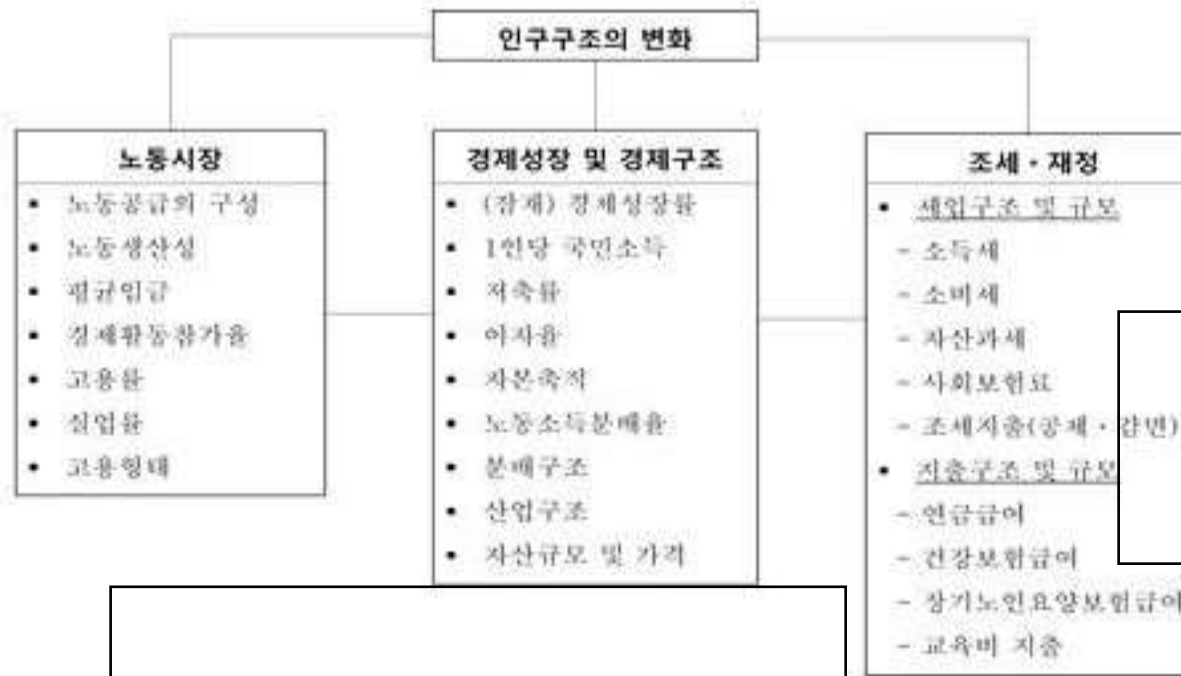 인구구조의 변화
노동시장
• 노동공급의 구성
• 노동생산성
• 평균임금
• 경제활동참가율
• 고용률
• 실업률
• 고용형태
경제성장 및 경제구조
• (잠재) 경제성장률
• 1인당 국민소득
• 저축률
• 이자율
• 자본축적
• 노동소득분배율
• 분배구조
• 산업구조
• 자산규모 및 가격
조세·재정
• 세입구조 및 규모
- 소득세
- 소비세
- 자산과세
- 사회보험료
- 조세지출(공제·감면)
• 지출구조 및 규모
- 연금급여
- 건강보험급여
- 장기노인요양보험급여
- 교육비 지출